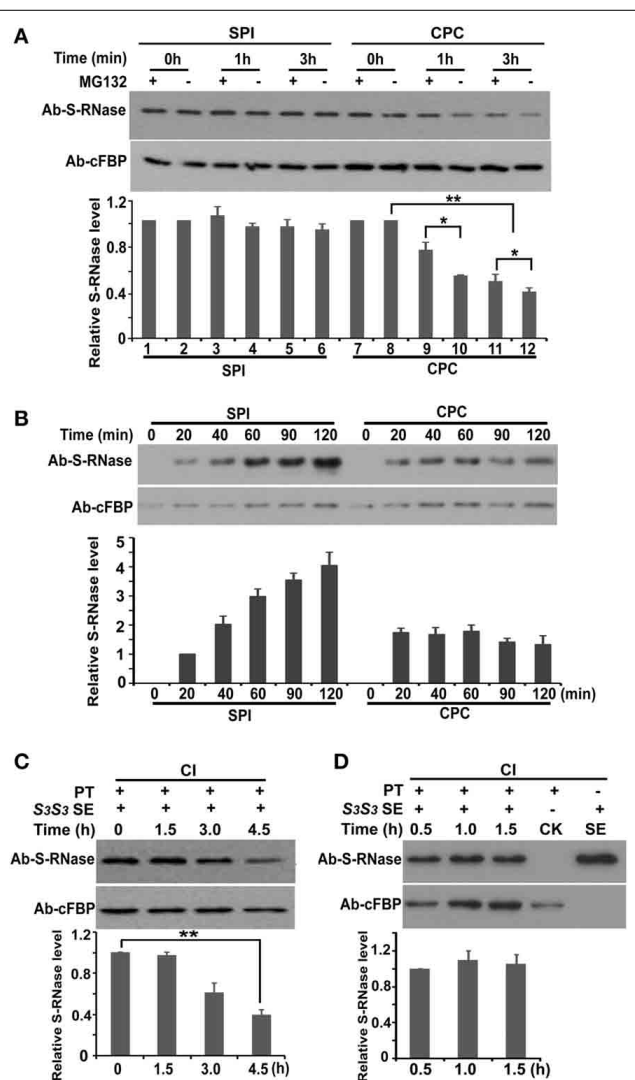 A
SPI CPC
Time (min) 0h 1h 3h 0h 1h 3h
MG132 + - + - + - + - + - + -
Ab-S-RNase
Ab-cFBP
Relative S-RNase level
1.2
0.8
0.4
0
** * *
1 2 3 4 5 6 7 8 9 10 11 12
SPI CPC
B
SPI CPC
Time (min) 0 20 40 60 90 120 0 20 40 60 90 120
Ab-S-RNase
Ab-cFBP
Relative S-RNase level
5
4
3
2
1
0
0 20 40 60 90 120 0 20 40 60 90 120 (min)
SPI CPC
C
CI
PT + + + +
S3S3 SE + + + +
Time (h) 0 1.5 3.0 4.5
Ab-S-RNase
Ab-cFBP
Relative S-RNase level
1.2
0.8
0.4
0
**
0 1.5 3.0 4.5 (h)
D
CI
PT + + + + -
S3S3 SE + + + - +
Time (h) 0.5 1.0 1.5 CK SE
Ab-S-RNase
Ab-cFBP
Relative S-RNase level
1.2
0.8
0.4
0
0.5 1.0 1.5 (h)